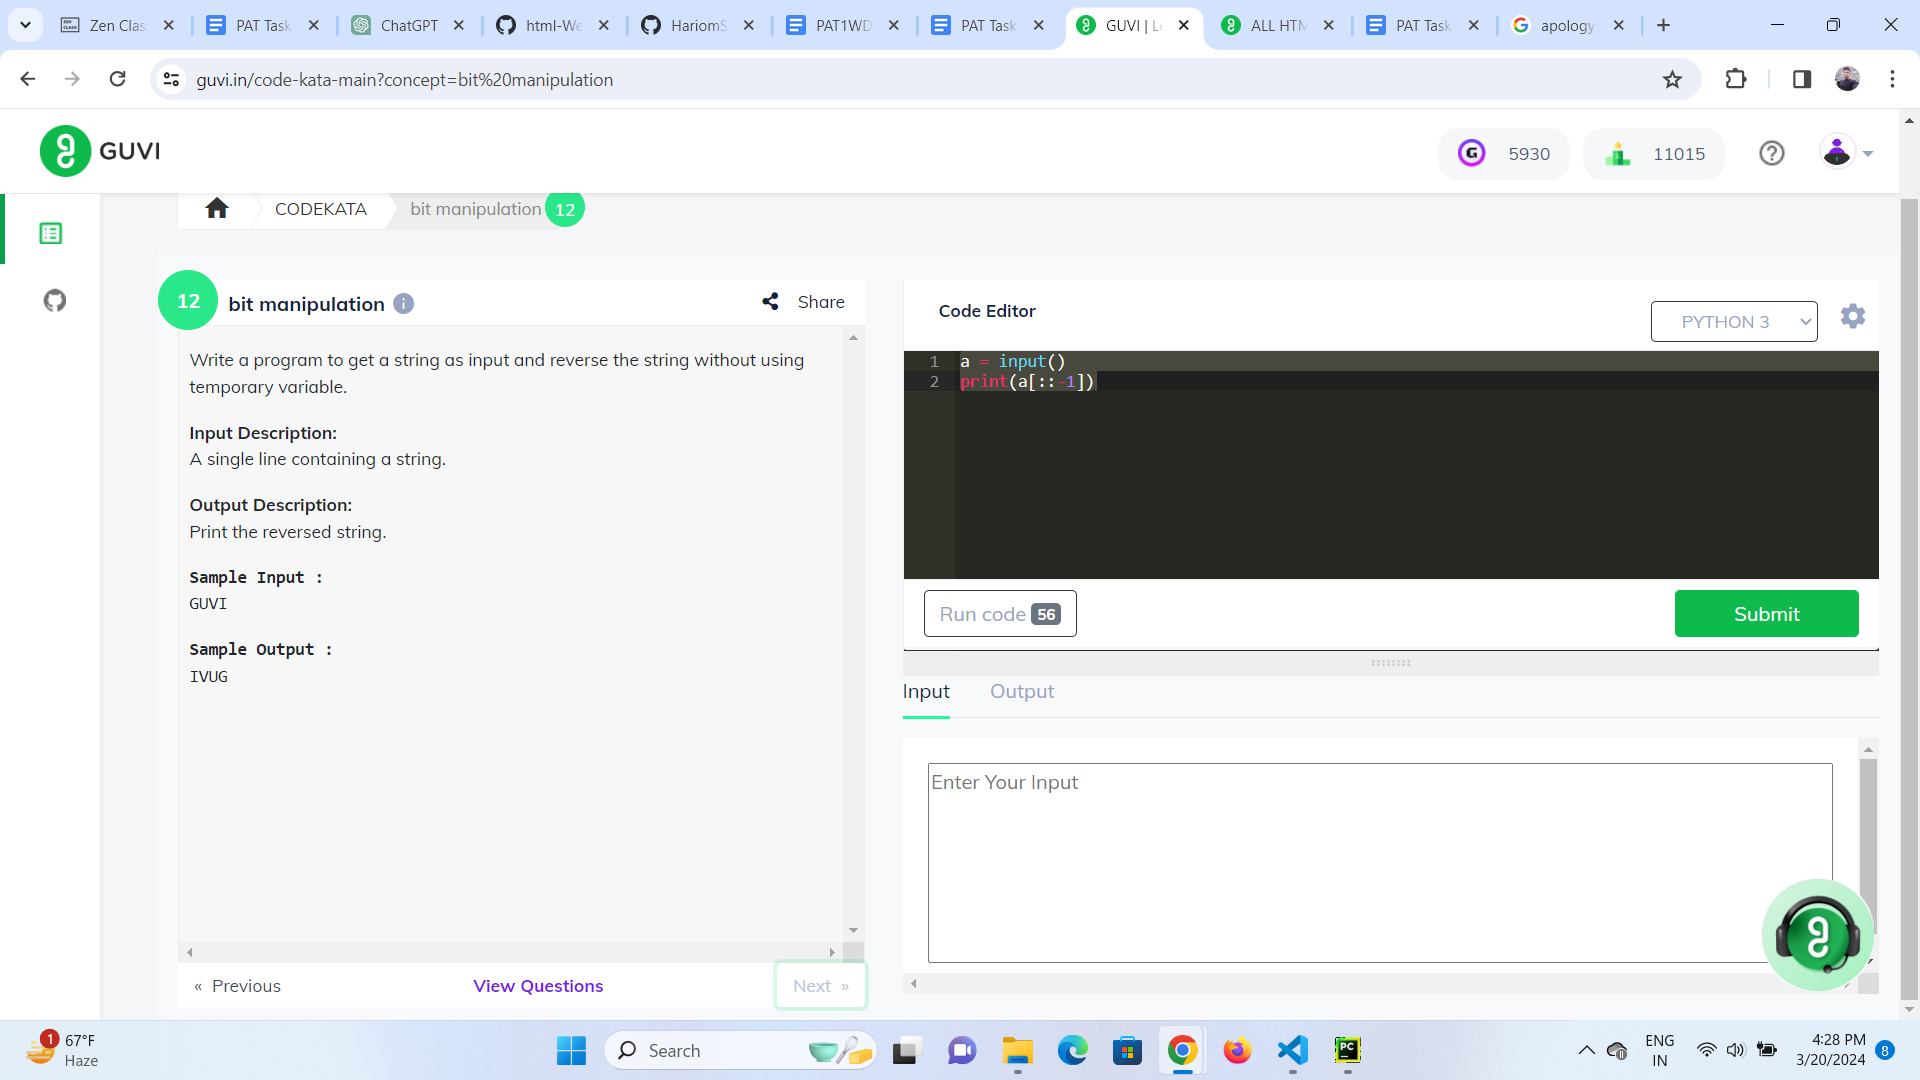 Zen Clas
PAT Task
ChatGPT
html-We
HariomS
PAT1WD
PAT Task
GUVI | Le
ALL HTM
PAT Task
apology
guvi.in/code-kata-main?concept=bit%20manipulation
GUVI
5930
11015
CODEKATA
bit manipulation 12
12
bit manipulation
Share
Write a program to get a string as input and reverse the string without using
temporary variable.
Input Description:
A single line containing a string.
Output Description:
Print the reversed string.
Sample Input :
GUVI
Sample Output :
IVUG
« Previous
View Questions
Next »
Code Editor
PYTHON 3
1 a = input()
2 print(a[::-1])
Run code 56
Submit
Input
Output
Enter Your Input
1
67°F
Haze
Search
PC
ENG
IN
4:28 PM
3/20/2024
8